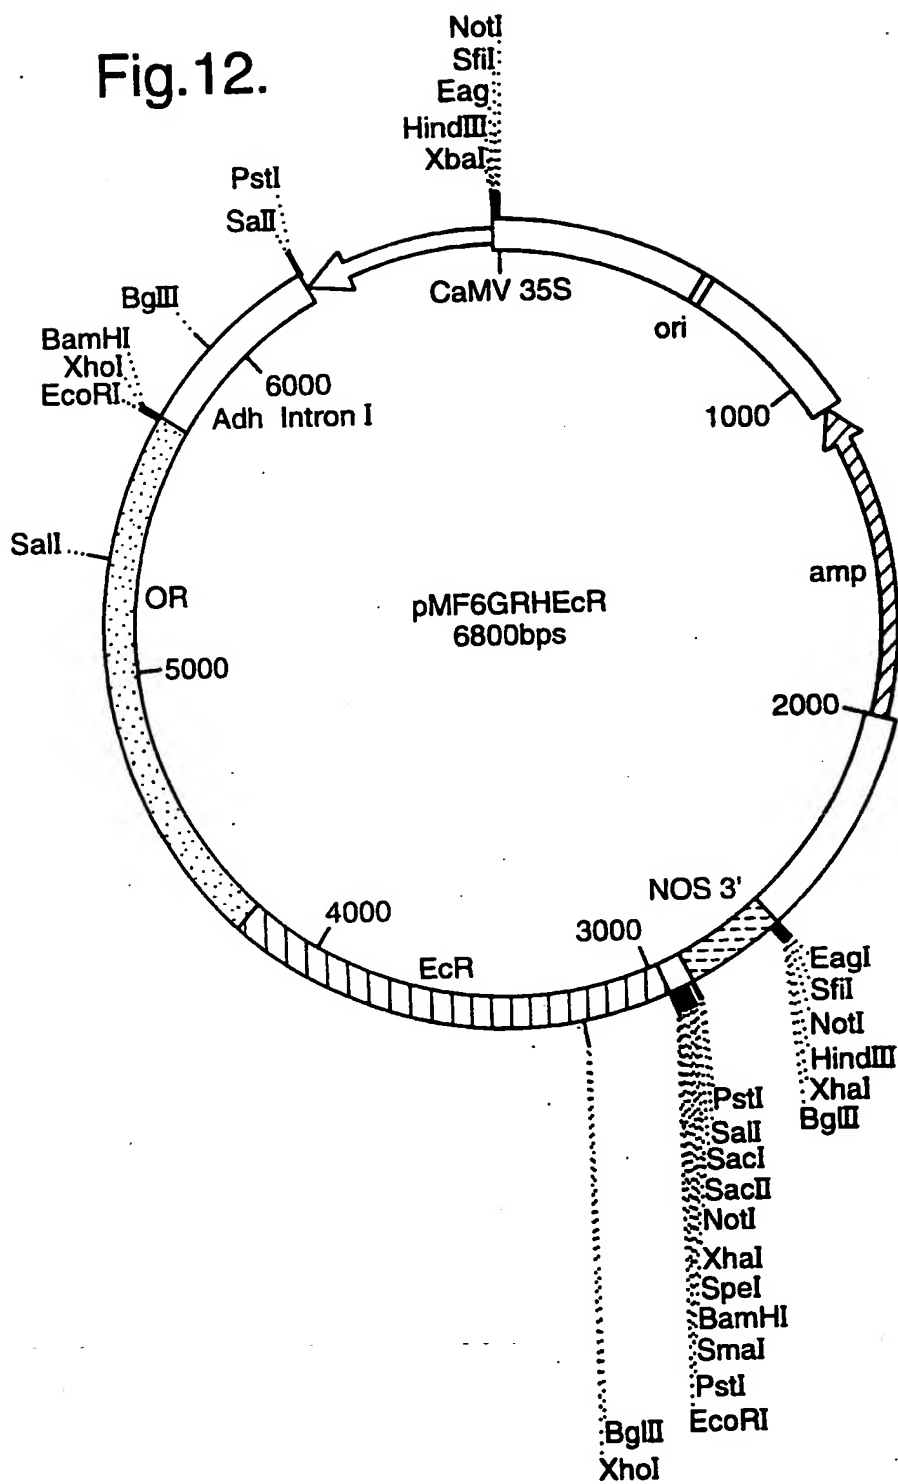 Fig.12.
NotI
SfiI
Eag
HindIII
XbaI
PstI
SalI
BglII
BamHI
XhoI
EcoRI
CaMV 35S
ori
6000
Adh Intron I
1000
SalI
OR
amp
pMF6GRHEcR
6800bps
5000
2000
NOS 3'
4000
3000
EcR
EagI
SfiI
NotI
HindIII
XhaI
BglII
PstI
SalI
SacI
SacII
NotI
XhaI
SpeI
BamHI
SmaI
PstI
EcoRI
BglII
XhoI